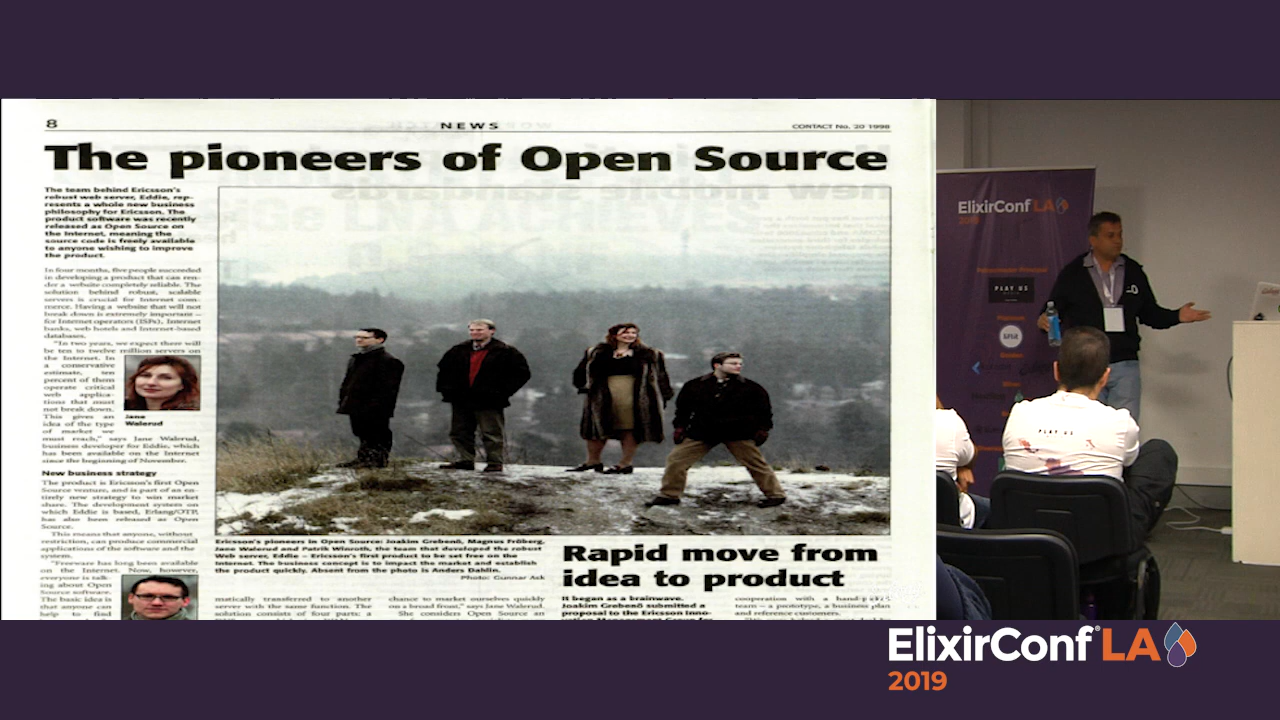 8
NEWS
CONTACT No. 20 1998
The pioneers of Open Source
The team behind Ericsson's
robust web server, Eddie, rep-
resents a whole new business
philosophy for Ericsson. The
product software was recently
released as Open Source on
the Internet, meaning the
source code is freely available
to anyone wishing to improve
the product.
In four months, five people succeeded
in developing a product that can ren-
der a website completely reliable. The
solution behind robust, scalable
servers is crucial for Internet com-
merce. Having a website that will not
break down is extremely important –
for Internet operators (ISPs), Internet
banks, web hotels and Internet-based
databases.
"In two years, we expect there will
be ten to twelve million servers on
the Internet. In
a conservative
estimate, ten
percent of them
operate critical
web applica-
tions that must
not break down.
This gives an
idea of the type
of market we
must reach," says Jane Walerud,
business developer for Eddie, which
has been available on the Internet
since the beginning of November.
Jane
Walerud
New business strategy
The product is Ericsson's first Open
Source venture, and is part of an en-
tirely new strategy to win market
share. The development system on
which Eddie is based, Erlang/OTP,
has also been released as Open
Source.
This means that anyone, without
restriction, can produce commercial
applications of the software and the
system.
"Freeware has long been available
on the Internet. Now, however,
everyone is talk-
ing about Open
Source software.
The basic idea is
that anyone can
help to find
Ericsson's pioneers in Open Source: Joakim Grebenö, Magnus Fröberg,
Jane Walerud and Patrik Winroth, the team that developed the robust
Web server, Eddie – Ericsson's first product to be set free on the
Internet. The business concept is to impact the market and establish
the product quickly. Absent from the photo is Anders Dahlin.
Photo: Gunnar Ask
matically transferred to another
server with the same function. The
solution consists of four parts: a
chance to market ourselves quickly
on a broad front," says Jane Walerud.
She considers Open Source an
Rapid move from
idea to product
It began as a brainwave.
Joakim Grebenö submitted a
proposal to the Ericsson Inno-
cooperation with a hand-picked
team – a prototype, a business plan
and reference customers.
ElixirConf LA
2019
PLAY US
PLAY US
ElixirConf® LA
2019